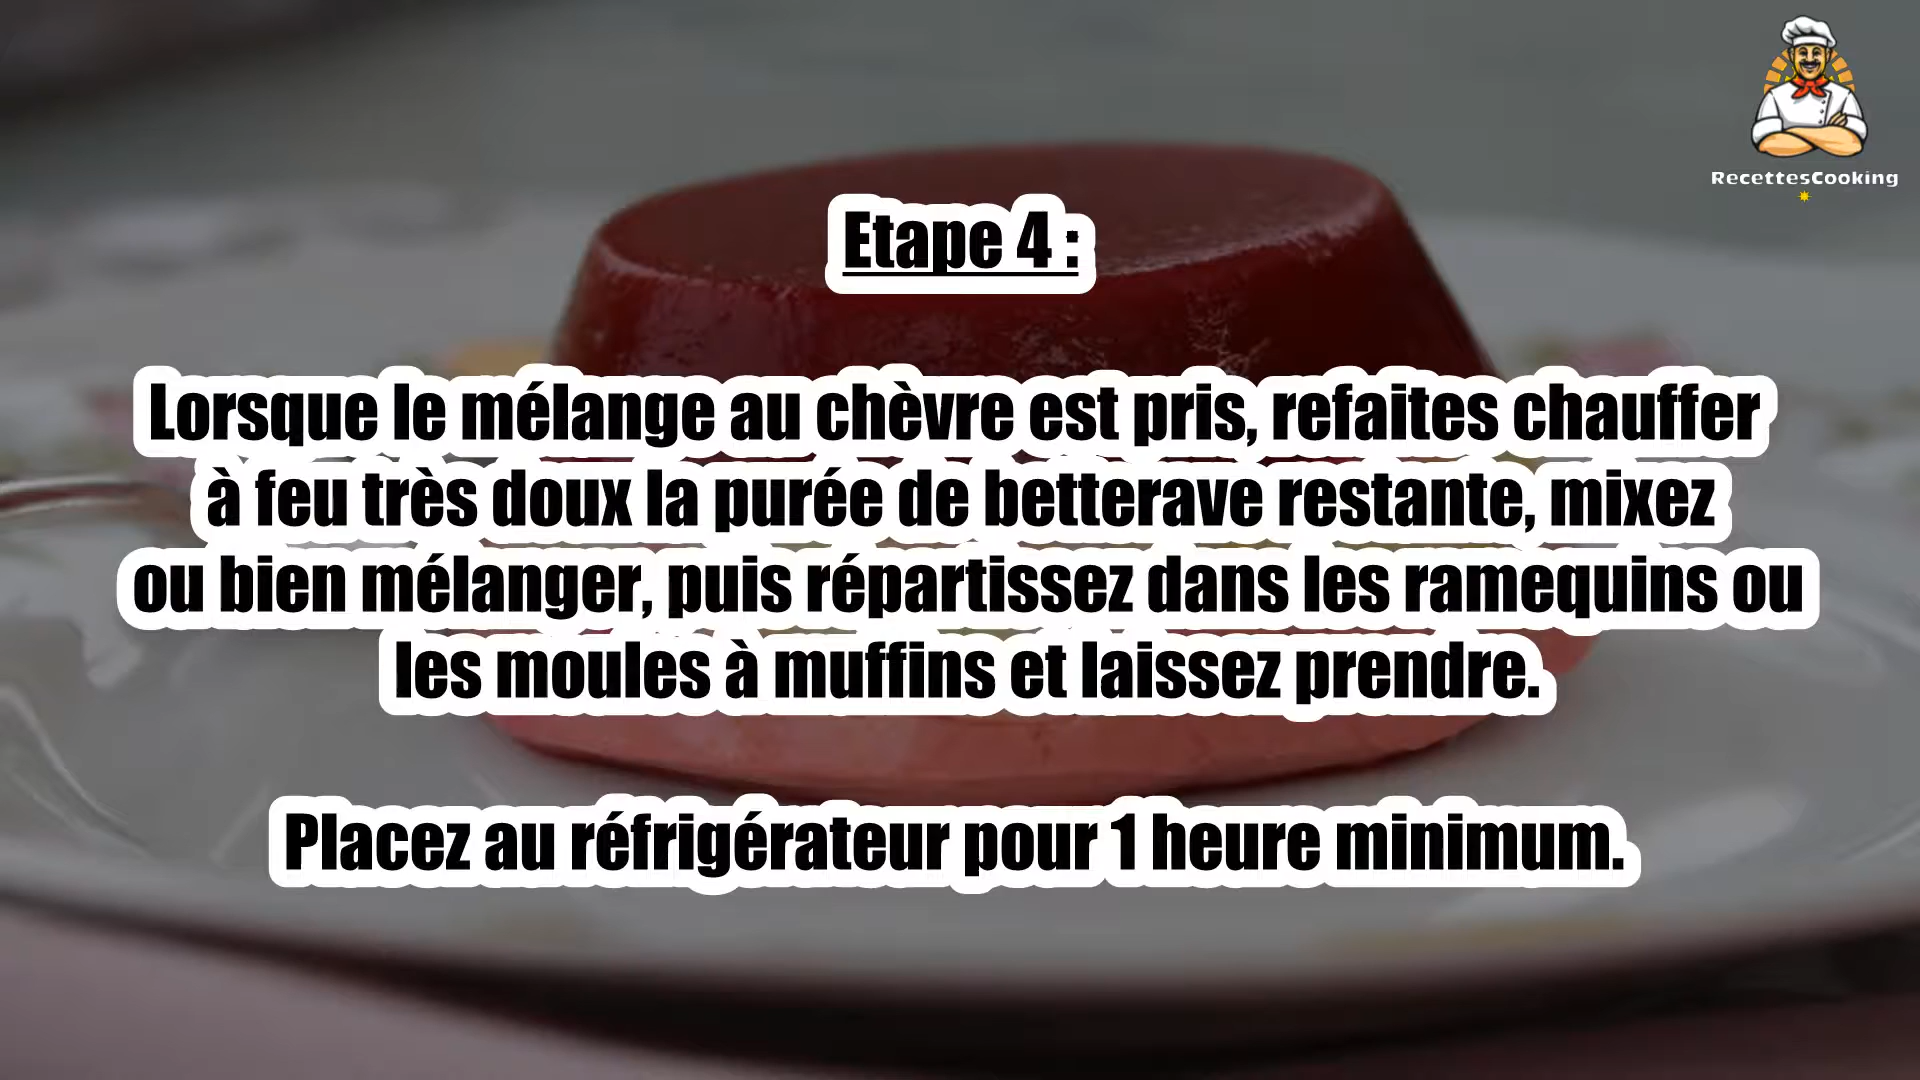 RecettesCooking
Etape 4 :
Lorsque le mélange au chèvre est pris, refaites chauffer
à feu très doux la purée de betterave restante, mixez
ou bien mélanger, puis répartissez dans les ramequins ou
les moules à muffins et laissez prendre.
Placez au réfrigérateur pour 1 heure minimum.